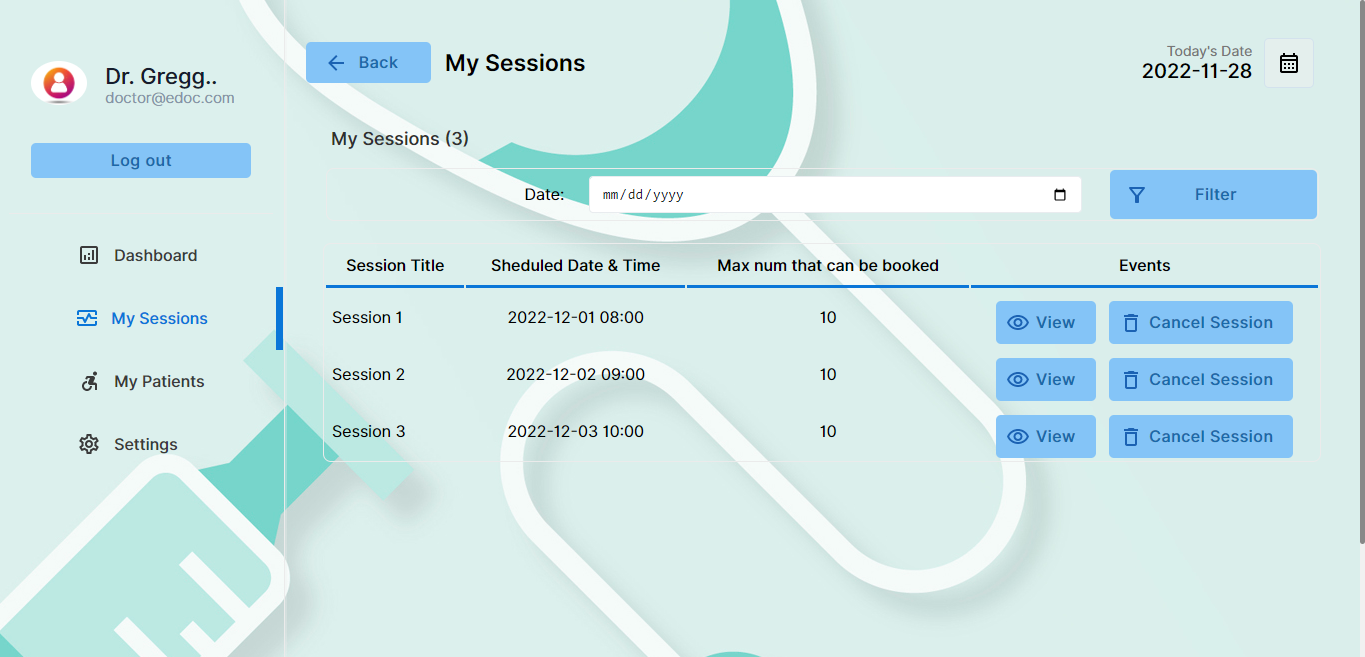 Dr. Gregg..
doctor@edoc.com
Log out
Dashboard
My Sessions
My Patients
Settings
Back
My Sessions
Today's Date
2022-11-28
My Sessions (3)
Date:
mm/dd/yyyy
Filter
Session Title Sheduled Date & Time Max num that can be booked Events
Session 1 2022-12-01 08:00 10 View Cancel Session
Session 2 2022-12-02 09:00 10 View Cancel Session
Session 3 2022-12-03 10:00 10 View Cancel Session